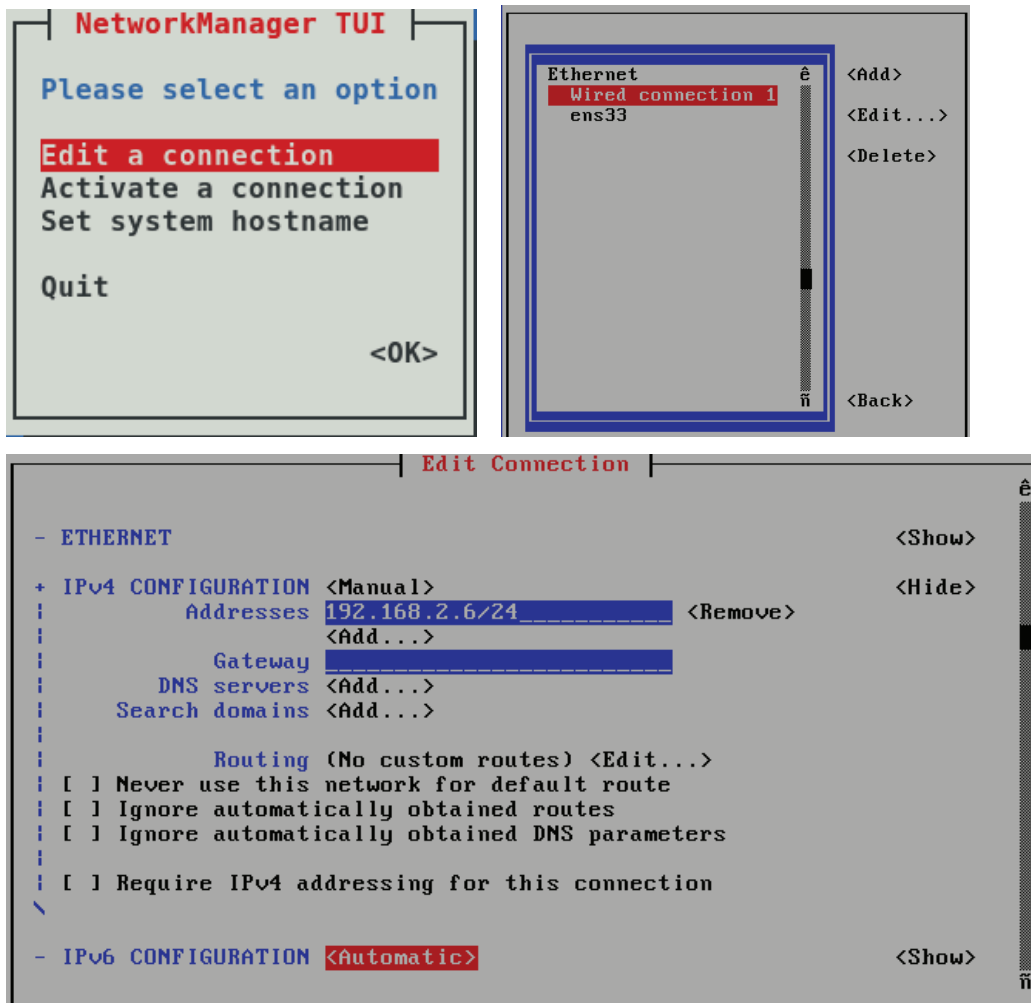 NetworkManager TUI
Please select an option
Edit a connection
Activate a connection
Set system hostname
Quit
<OK>
Ethernet ê <Add>
Wired connection 1
ens33 <Edit...>
<Delete>
ñ <Back>
Edit Connection
ê
- ETHERNET <Show>
+ IPv4 CONFIGURATION <Manual> <Hide>
Addresses 192.168.2.6/24___________ <Remove>
<Add...>
Gateway _________________________
DNS servers <Add...>
Search domains <Add...>
Routing (No custom routes) <Edit...>
[ ] Never use this network for default route
[ ] Ignore automatically obtained routes
[ ] Ignore automatically obtained DNS parameters
[ ] Require IPv4 addressing for this connection
- IPv6 CONFIGURATION <Automatic> <Show>
ñ